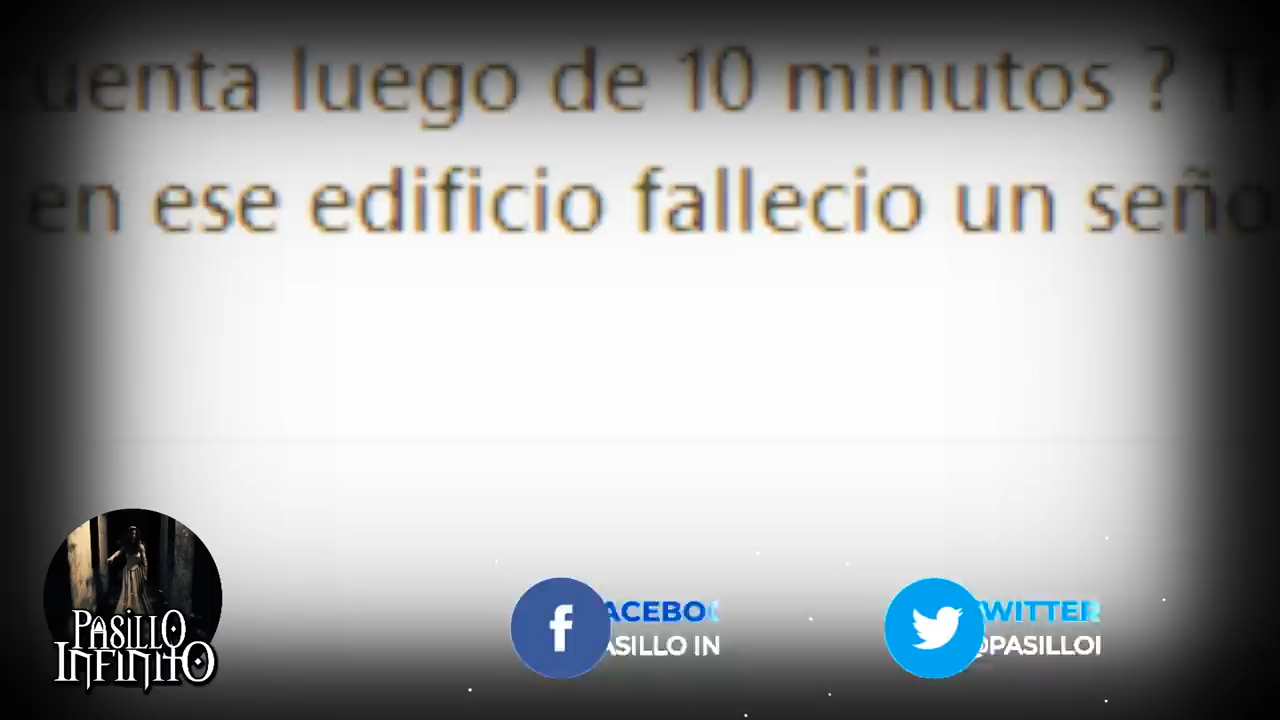 uenta luego de 10 minutos ?
en ese edificio fallecio un seño
PASILLO
INFINITO
f
ACEBO
ASILLO IN
WITTER
@PASILLOI